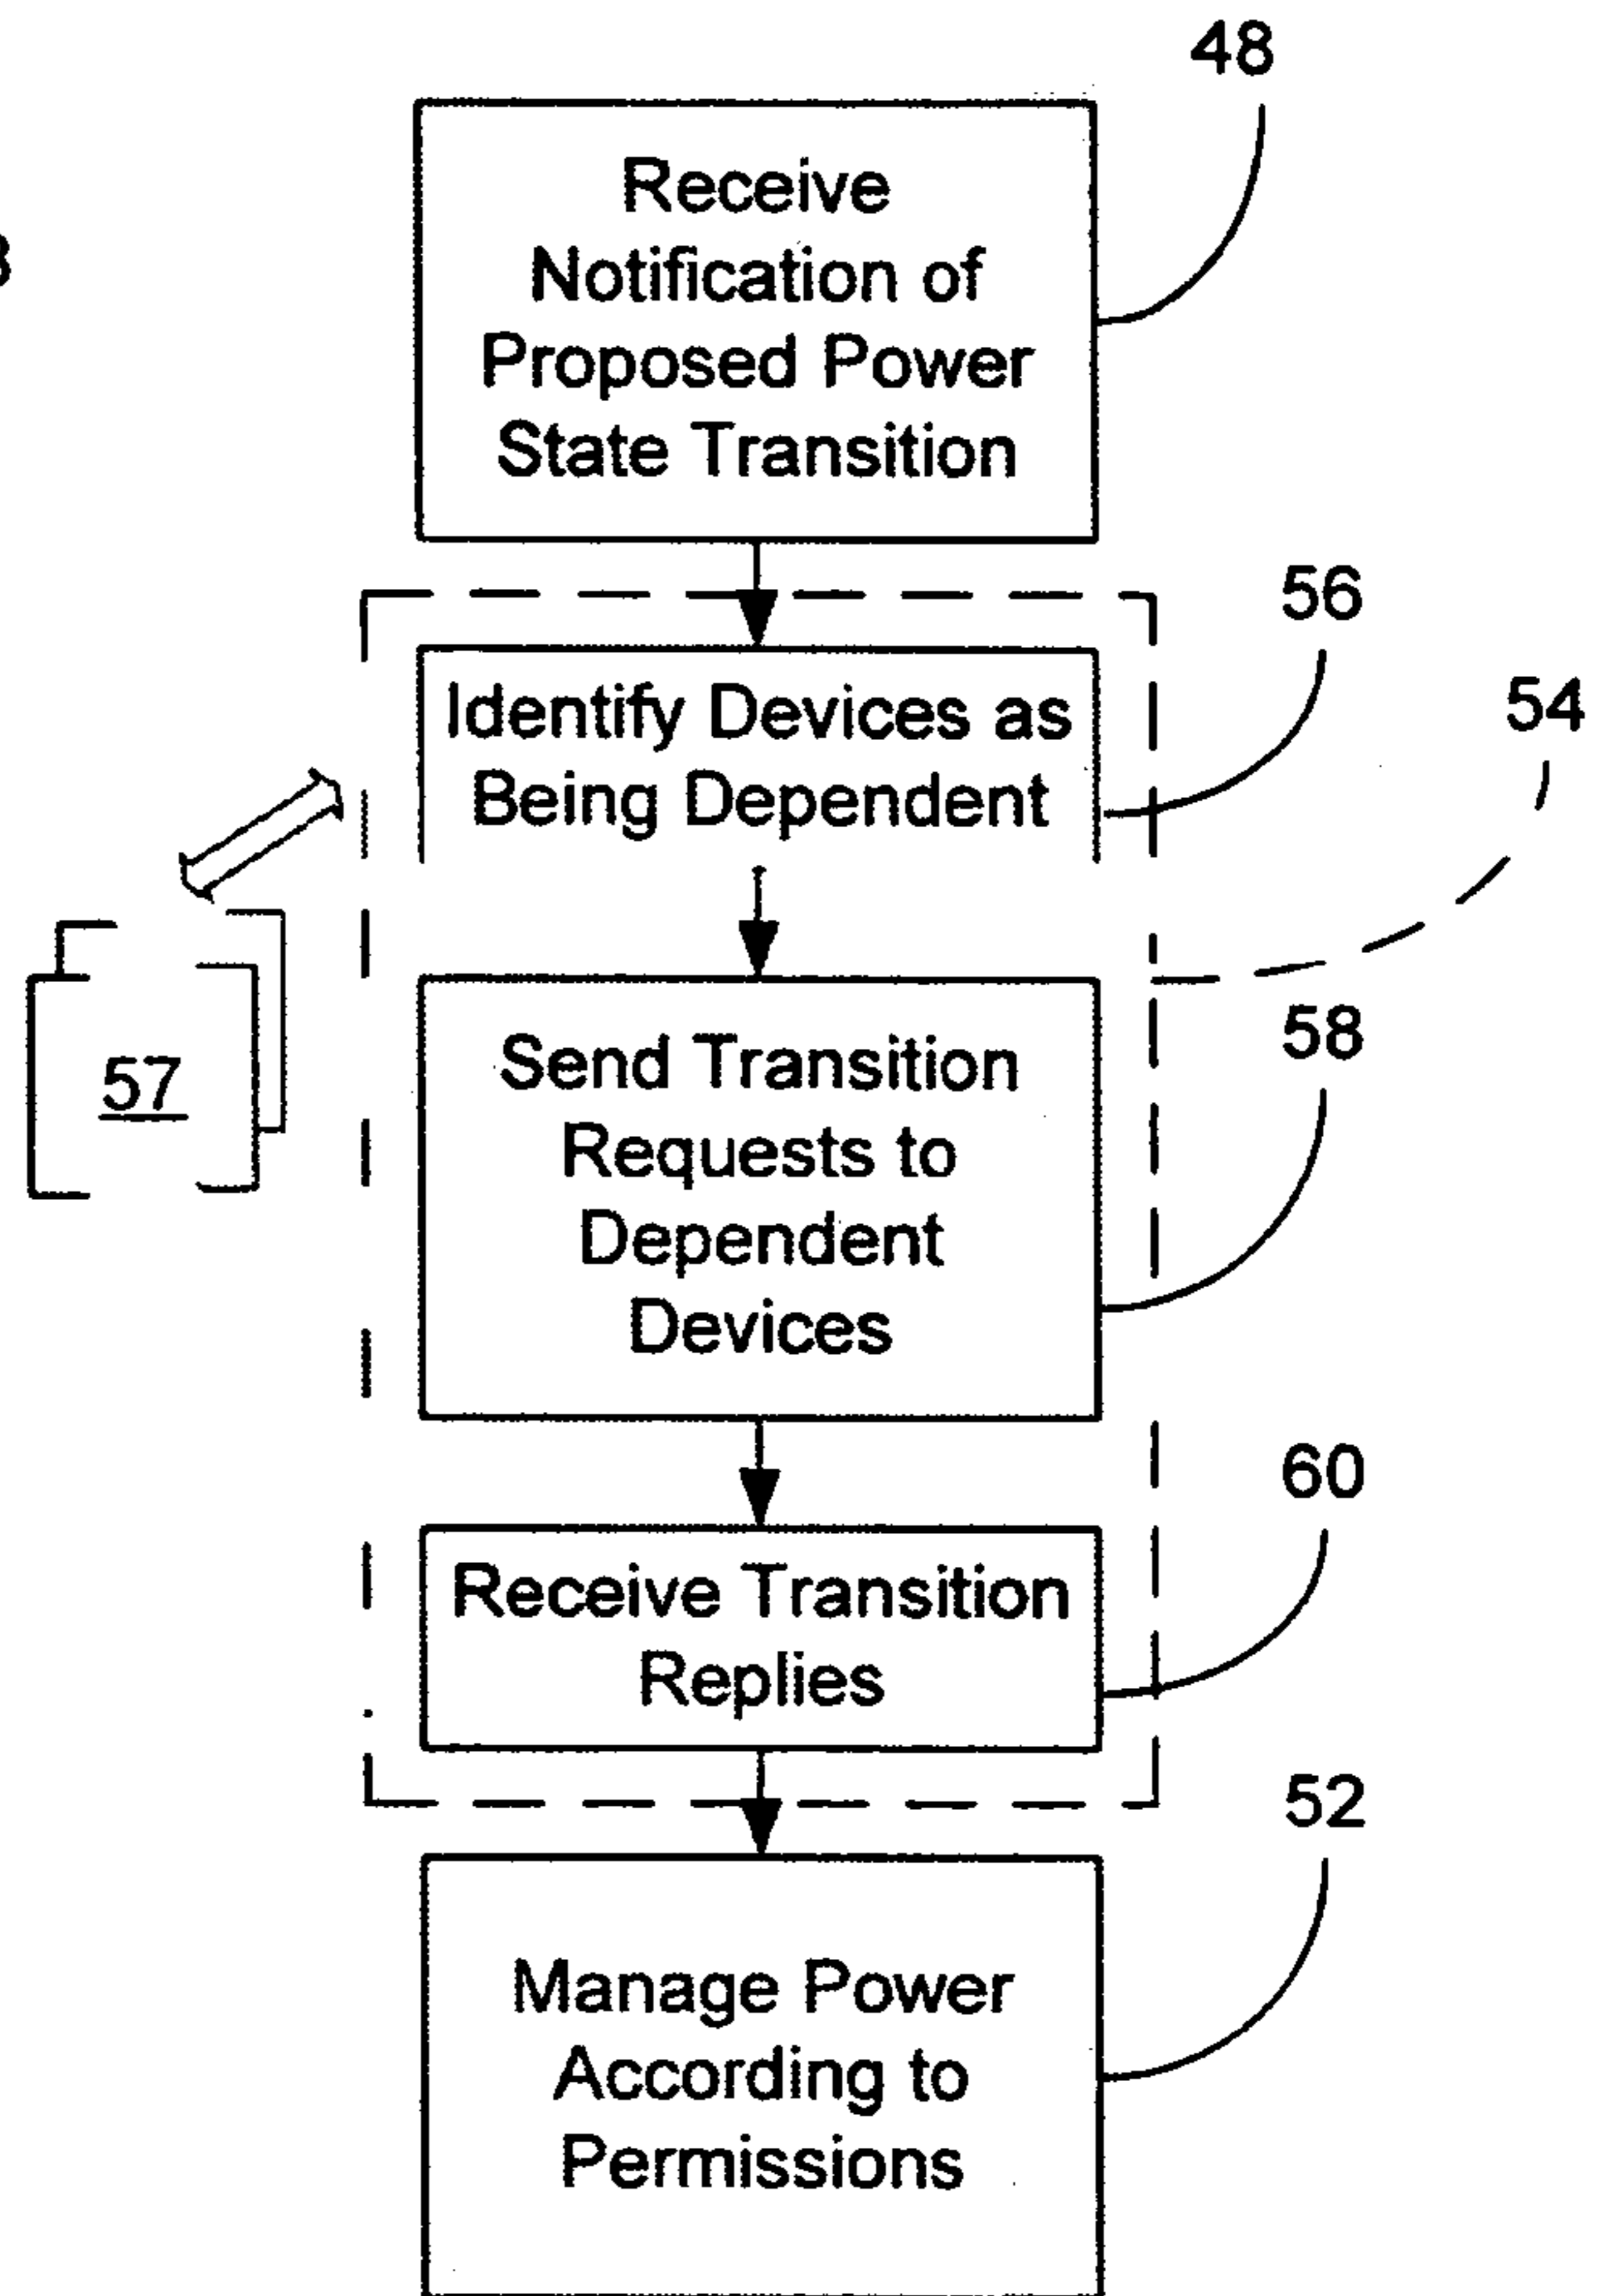 48
Receive
Notification of
Proposed Power
State Transition
56
Identify Devices as
Being Dependent
54
57
Send Transition
Requests to
Dependent
Devices
58
60
Receive Transition
Replies
52
Manage Power
According to
Permissions